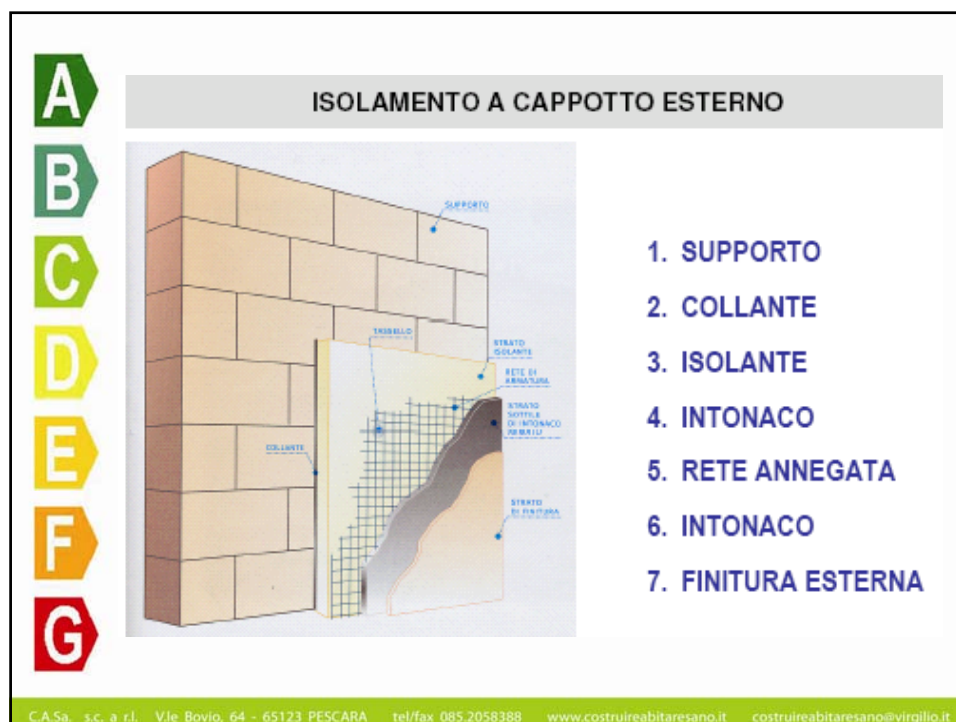 A
B
C
D
E
F
G
ISOLAMENTO A CAPPOTTO ESTERNO
SUPPORTO
TASSELLO
STRATO
ISOLANTE
RETE DI
ARMATURA
STRATO
SOTTILE
DI INTONACO
ARMATO
COLLANTE
STRATO
DI FINITURA
1. SUPPORTO
2. COLLANTE
3. ISOLANTE
4. INTONACO
5. RETE ANNEGATA
6. INTONACO
7. FINITURA ESTERNA
C.A.Sa. s.c. a r.l. V.le Bovio, 64 - 65123 PESCARA tel/fax 085.2058388 www.costruireabitaresano.it costruireabitaresano@virgilio.it